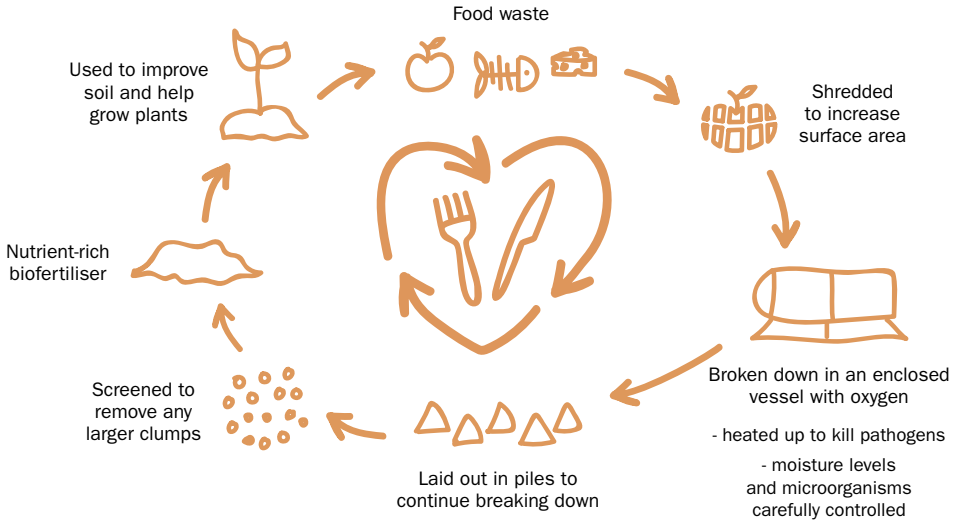 Food waste
Shredded
to increase
surface area
Broken down in an enclosed
vessel with oxygen
- heated up to kill pathogens
- moisture levels
and microorganisms
carefully controlled
Laid out in piles to
continue breaking down
Screened to
remove any
larger clumps
Nutrient-rich
biofertiliser
Used to improve
soil and help
grow plants